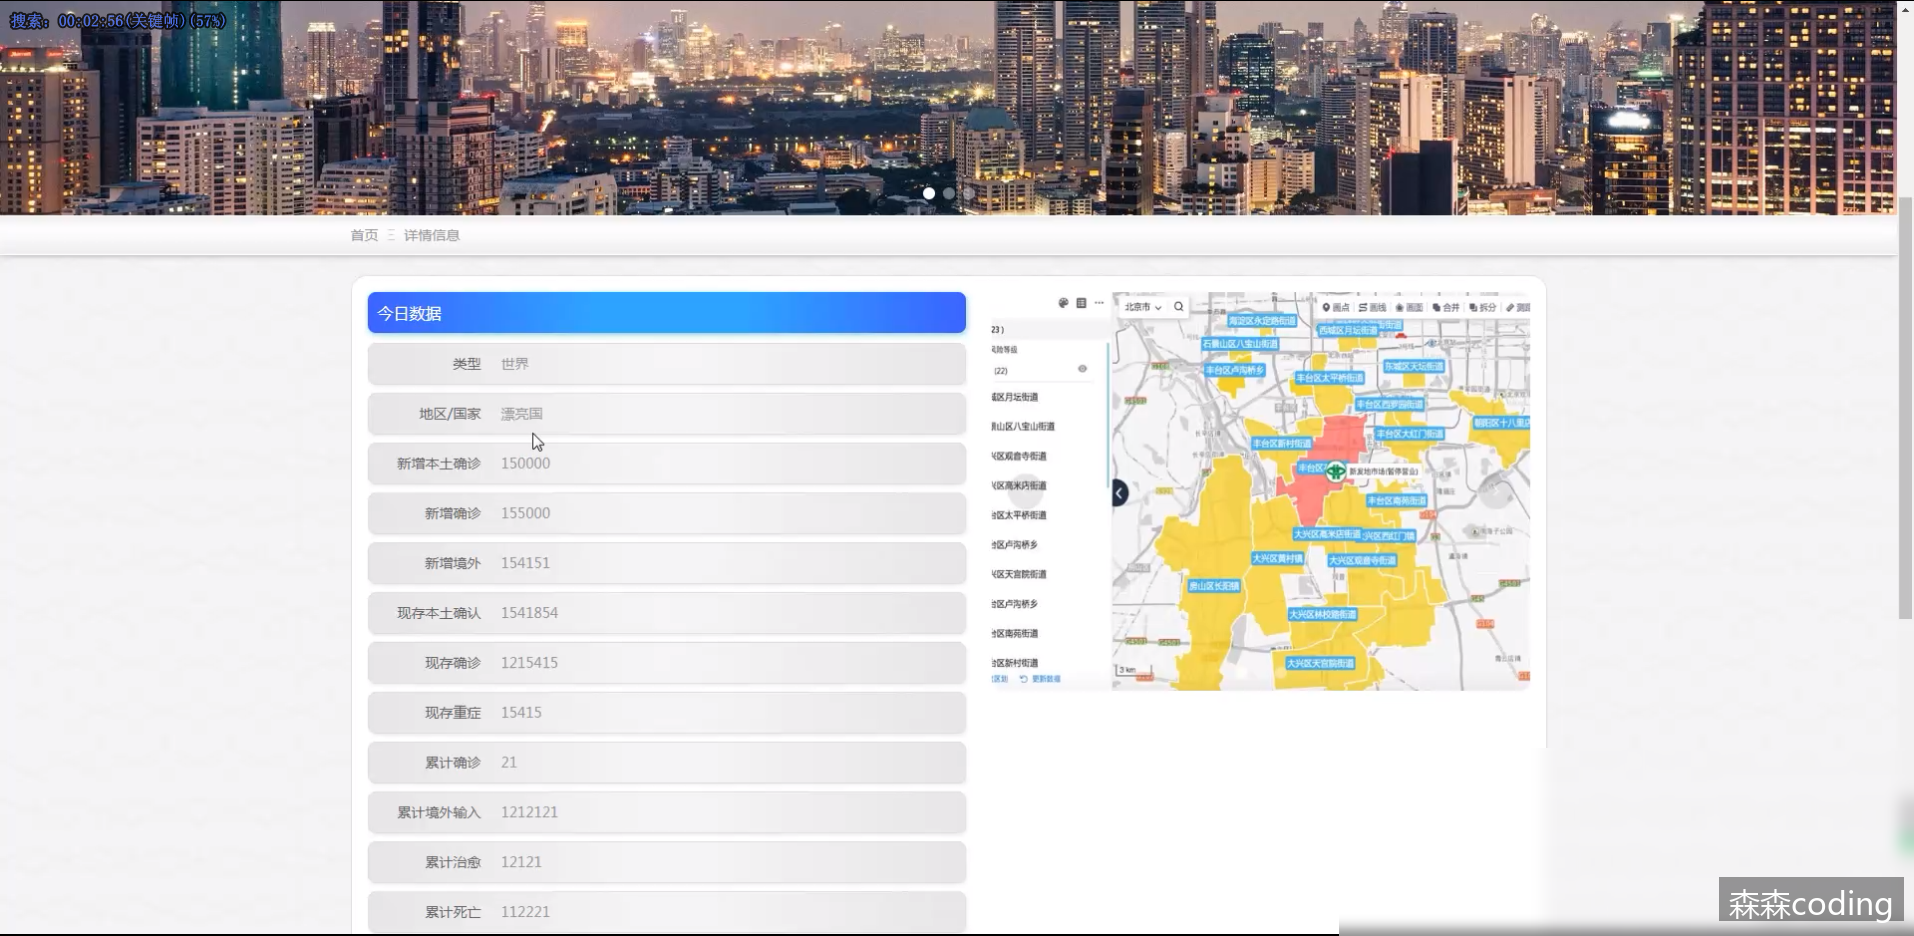 搜索：00:02:56(关键帧)(57%)
首页 详情信息
今日数据
类型 世界
地区/国家 漂亮国
新增本土确诊 150000
新增确诊 155000
新增境外 154151
现存本土确认 1541854
现存确诊 1215415
现存重症 15415
累计确诊 21
累计境外输入 1212121
累计治愈 12121
累计死亡 112221
23 )
风险等级
(22)
城区月坛街道
景山区八宝山街道
兴区观音寺街道
兴区高米店街道
台区太平桥街道
台区卢沟桥乡
兴区天宫院街道
台区卢沟桥乡
台区南苑街道
台区新村街道
区划 更新数据
北京市
画点 画线 画面 合并 拆分 测距
海淀区永定路街道
西城区月坛街道
石景山区八宝山街道
东城区天坛街道
丰台区卢沟桥乡
丰台区太平桥街道
丰台区西罗园街道
朝阳区十八里店
丰台区大红门街道
丰台区新村街道
丰台区
新发地市场(暂停营业)
丰台区南苑街道
大兴区高米店街道
兴区西红门镇
大兴区黄村镇
大兴区观音寺街道
房山区长阳镇
大兴区林校路街道
大兴区天宫院街道
3 km
森森coding